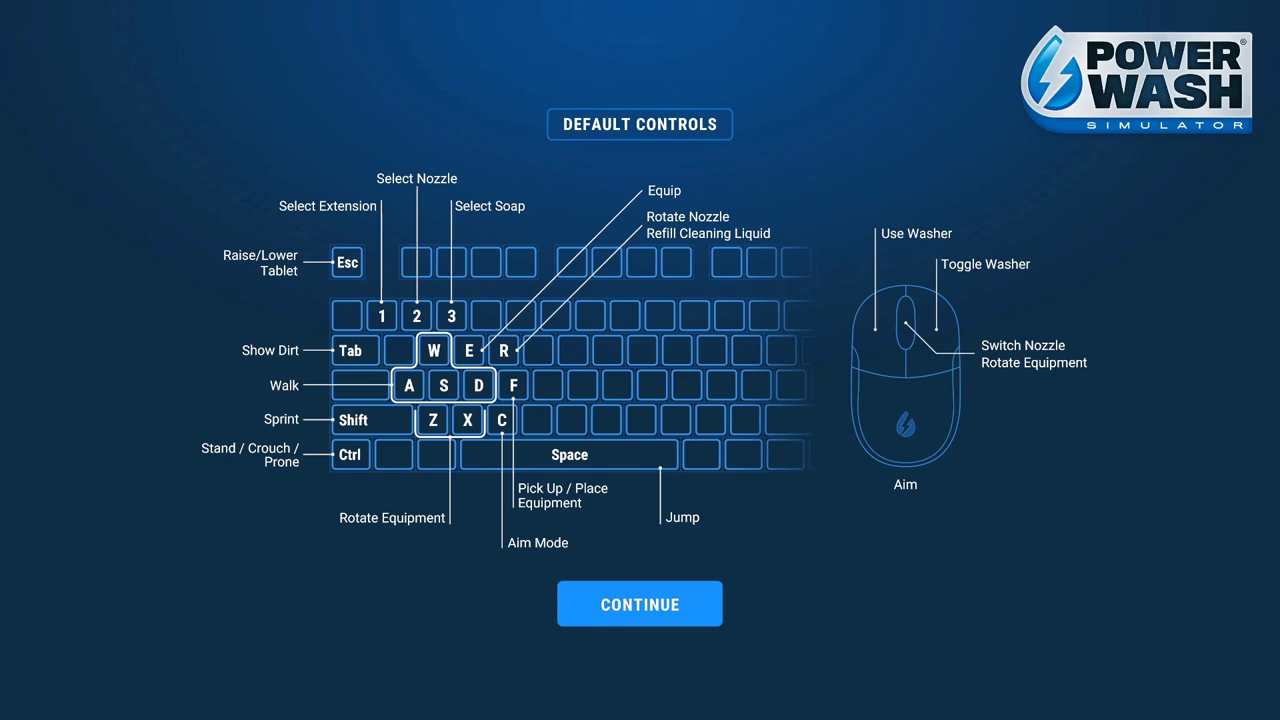 POWER®
WASH
SIMULATOR
DEFAULT CONTROLS
Select Nozzle
Select Extension
Select Soap
Equip
Rotate Nozzle
Refill Cleaning Liquid
Use Washer
Toggle Washer
Raise/Lower
Tablet
Esc
1 2 3
Show Dirt
Tab W E R
Switch Nozzle
Rotate Equipment
Walk
A S D F
Sprint
Shift Z X C
Stand / Crouch /
Prone
Ctrl Space
Aim
Pick Up / Place
Equipment
Rotate Equipment
Jump
Aim Mode
CONTINUE